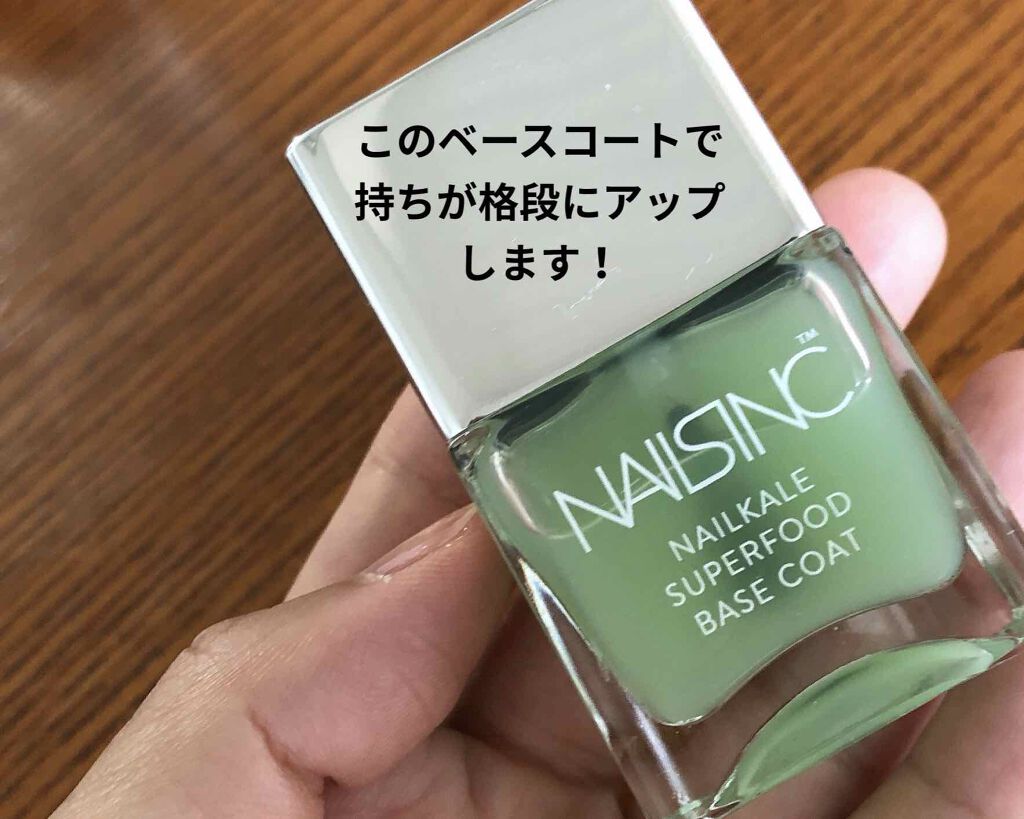 このベースコートで
持ちが格段にアップ
します！
NAILSINC™
NAILKALE
SUPERFOOD
BASE COAT